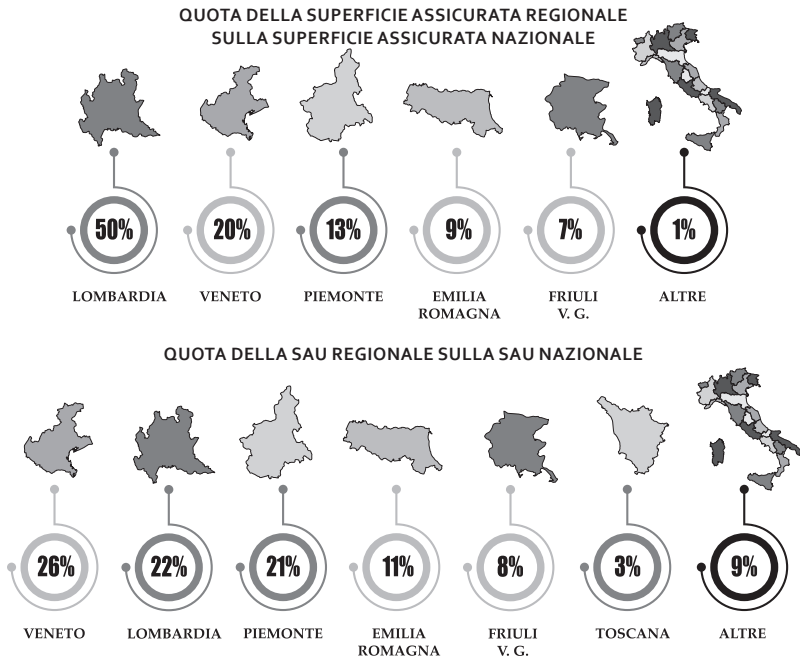 QUOTA DELLA SUPERFICIE ASSICURATA REGIONALE
SULLA SUPERFICIE ASSICURATA NAZIONALE
50% 20% 13% 9% 7% 1%
LOMBARDIA VENETO PIEMONTE EMILIA FRIULI ALTRE
ROMAGNA V. G.
QUOTA DELLA SAU REGIONALE SULLA SAU NAZIONALE
26% 22% 21% 11% 8% 3% 9%
VENETO LOMBARDIA PIEMONTE EMILIA FRIULI TOSCANA ALTRE
ROMAGNA V. G.